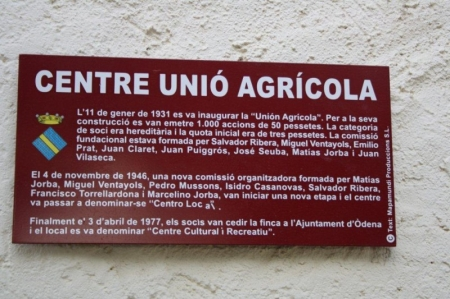 CENTRE UNIÓ AGRÍCOLA
L'11 de gener de 1931 es va inaugurar la "Unión Agrícola". Per a la seva
construcció es van emetre 1.000 accions de 50 pessetes. La categoria
de soci era hereditària i la quota inicial era de tres pessetes. La comissió
fundacional estava formada per Salvador Ribera, Miguel Ventayols, Emilio
Prat, Juan Claret, Juan Puiggrós, José Seuba, Matías Jorba i Juan
Vilaseca.
El 4 de novembre de 1946, una nova comissió organitzadora formada per Matías
Jorba, Miguel Ventayols, Pedro Mussons, Isidro Casanovas, Salvador Ribera,
Francisco Torrellardona i Marcelino Jorba, van iniciar una nova etapa i el centre
va passar a denominar-se "Centro Loc
Finalment e' 3 d'abril de 1977, els socis van cedir la finca a l'Ajuntament d'Òdena
i el local es va denominar "Centre Cultural i Recreatiu".
© Text: Mapamundi Produccions S.L.